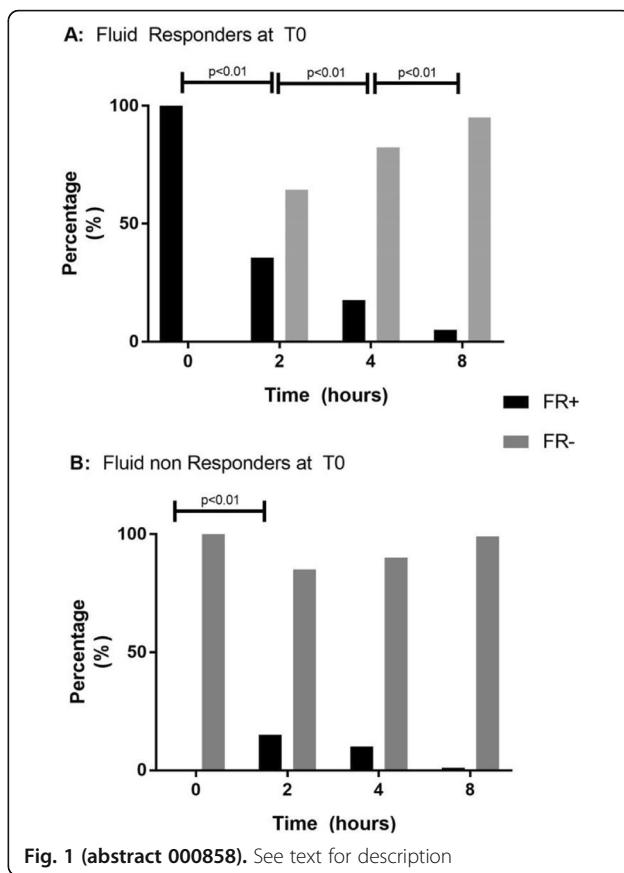 A: Fluid Responders at T0
p<0.01 p<0.01 p<0.01
100
50
0
Percentage
(%)
0 2 4 8
Time (hours)
FR+
FR-
B: Fluid non Responders at T0
p<0.01
100
50
0
Percentage
(%)
0 2 4 8
Time (hours)
Fig. 1 (abstract 000858). See text for description